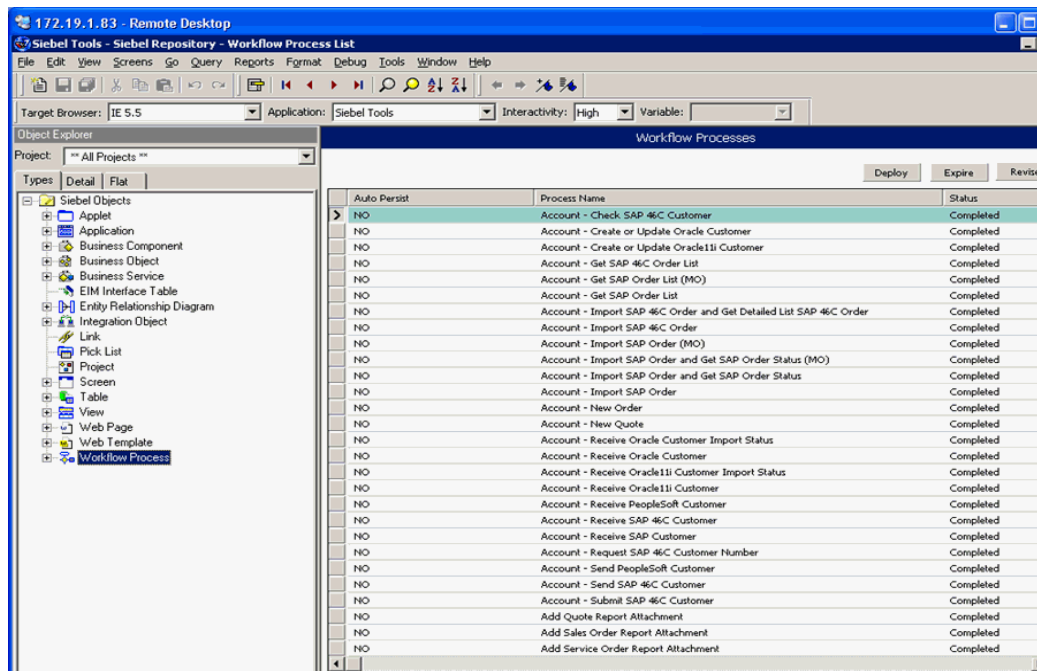 172.19.1.83 - Remote Desktop
Siebel Tools - Siebel Repository - Workflow Process List
File Edit View Screens Go Query Reports Format Debug Tools Window Help
Target Browser: IE 5.5 Application: Siebel Tools Interactivity: High Variable:
Object Explorer
Project: ** All Projects **
Types Detail Flat
Siebel Objects
Applet
Application
Business Component
Business Object
Business Service
EIM Interface Table
Entity Relationship Diagram
Integration Object
Link
Pick List
Project
Screen
Table
View
Web Page
Web Template
Workflow Process
Workflow Processes
Deploy Expire Revise
Auto Persist Process Name Status
NO Account - Check SAP 46C Customer Completed
NO Account - Create or Update Oracle Customer Completed
NO Account - Create or Update Oracle11i Customer Completed
NO Account - Get SAP 46C Order List Completed
NO Account - Get SAP Order List (MO) Completed
NO Account - Get SAP Order List Completed
NO Account - Import SAP 46C Order and Get Detailed List SAP 46C Order Completed
NO Account - Import SAP 46C Order Completed
NO Account - Import SAP Order (MO) Completed
NO Account - Import SAP Order and Get SAP Order Status (MO) Completed
NO Account - Import SAP Order and Get SAP Order Status Completed
NO Account - Import SAP Order Completed
NO Account - New Order Completed
NO Account - New Quote Completed
NO Account - Receive Oracle Customer Import Status Completed
NO Account - Receive Oracle Customer Completed
NO Account - Receive Oracle11i Customer Import Status Completed
NO Account - Receive Oracle11i Customer Completed
NO Account - Receive PeopleSoft Customer Completed
NO Account - Receive SAP 46C Customer Completed
NO Account - Receive SAP Customer Completed
NO Account - Request SAP 46C Customer Number Completed
NO Account - Send PeopleSoft Customer Completed
NO Account - Send SAP 46C Customer Completed
NO Account - Submit SAP 46C Customer Completed
NO Add Quote Report Attachment Completed
NO Add Sales Order Report Attachment Completed
NO Add Service Order Report Attachment Completed